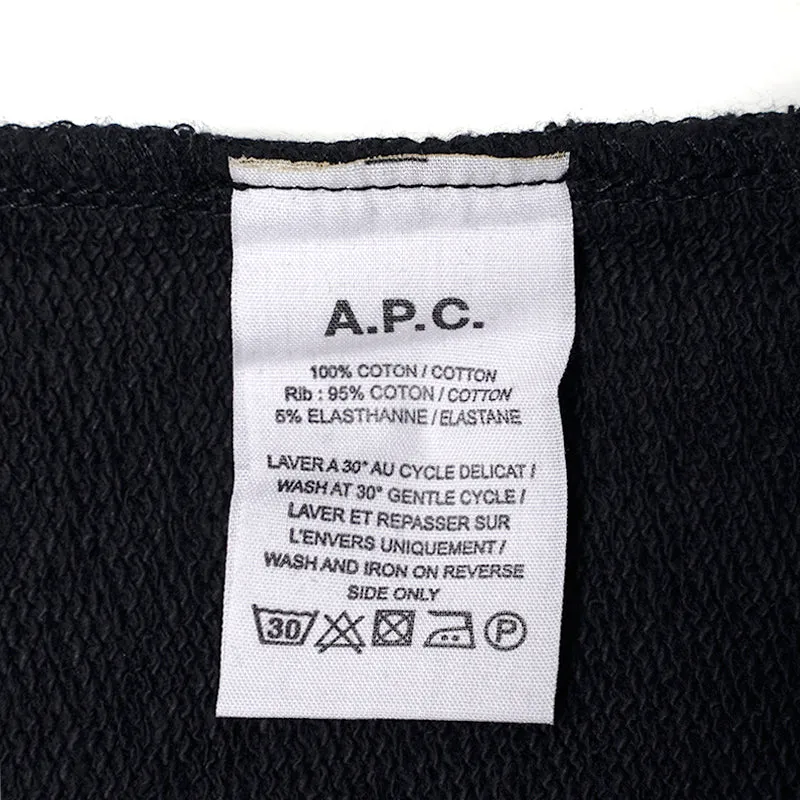 A.P.C.
100% COTON / COTTON
Rib : 95% COTON / COTTON
5% ELASTHANNE / ELASTANE
LAVER A 30° AU CYCLE DELICAT /
WASH AT 30° GENTLE CYCLE /
LAVER ET REPASSER SUR
L'ENVERS UNIQUEMENT /
WASH AND IRON ON REVERSE
SIDE ONLY
30 P